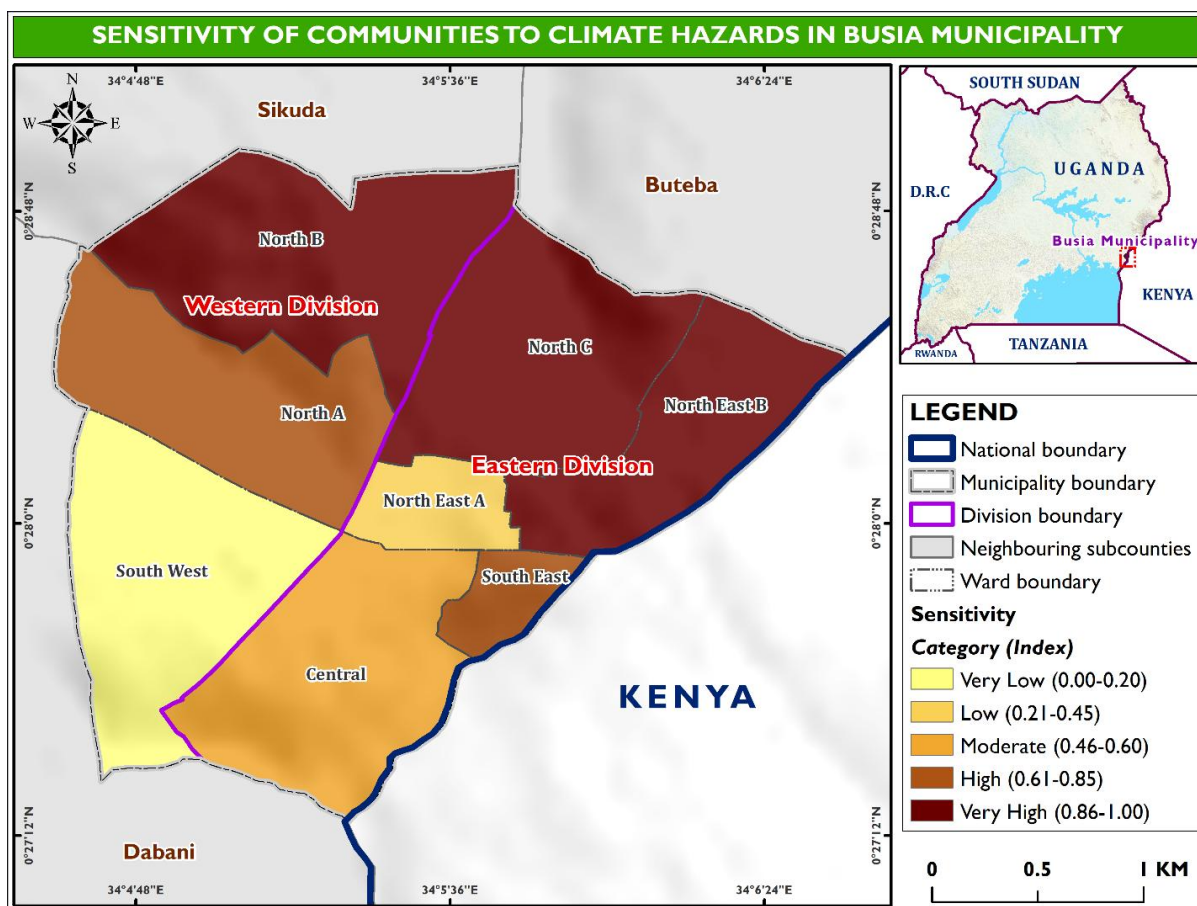 SENSITIVITY OF COMMUNITIES TO CLIMATE HAZARDS IN BUSIA MUNICIPALITY
34°4'48"E
34°5'36"E
34°6'24"E
N
W
E
S
Sikuda
Buteba
0°28'48"N
0°28'48"N
North B
Western Division
North C
North A
North East B
Eastern Division
North East A
0°28'0"N
0°28'0"N
South West
South East
Central
KENYA
0°27'12"N
0°27'12"N
Dabani
34°4'48"E
34°5'36"E
34°6'24"E
SOUTH SUDAN
UGANDA
D.R.C
Busia Municipality
KENYA
TANZANIA
RWANDA
LEGEND
National boundary
Municipality boundary
Division boundary
Neighbouring subcounties
Ward boundary
Sensitivity
Category (Index)
Very Low (0.00-0.20)
Low (0.21-0.45)
Moderate (0.46-0.60)
High (0.61-0.85)
Very High (0.86-1.00)
0 0.5 1 KM